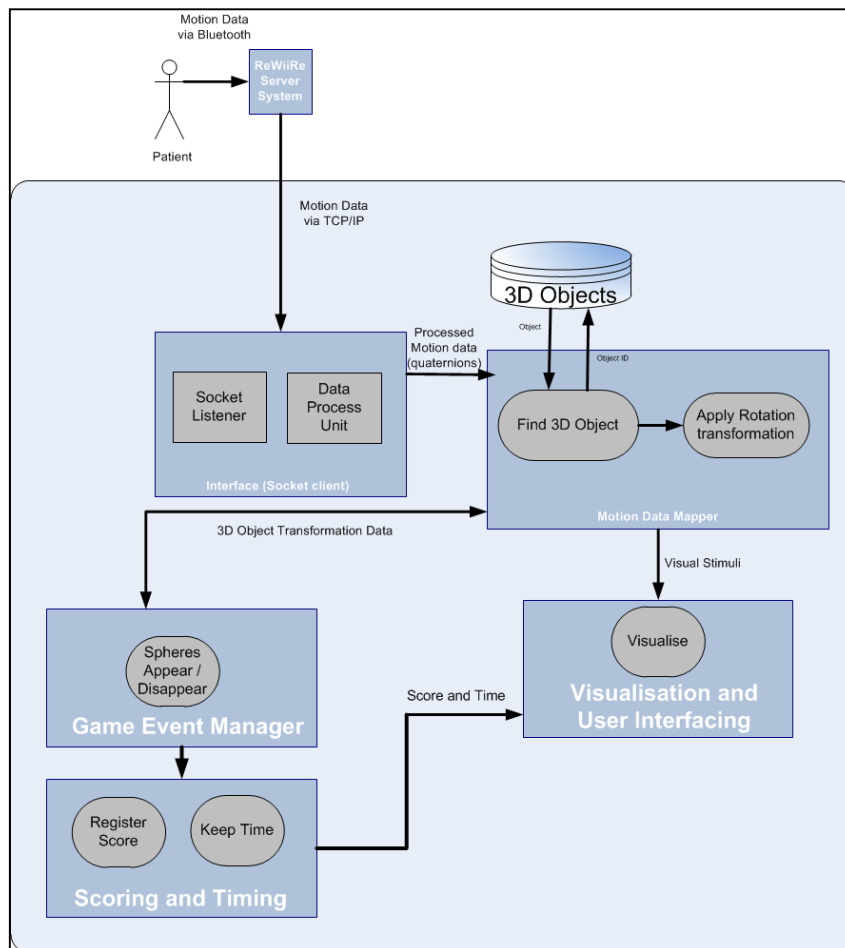 Motion Data
via Bluetooth
ReWiiRe
Server
System
Patient
Motion Data
via TCP/IP
3D Objects
Object
Object ID
Processed
Motion data
(quaternions)
Socket
Listener
Data
Process
Unit
Interface (Socket client)
Find 3D Object
Apply Rotation
transformation
Motion Data Mapper
3D Object Transformation Data
Visual Stimuli
Spheres
Appear /
Disappear
Game Event Manager
Visualise
Visualisation and
User Interfacing
Score and Time
Register
Score
Keep Time
Scoring and Timing